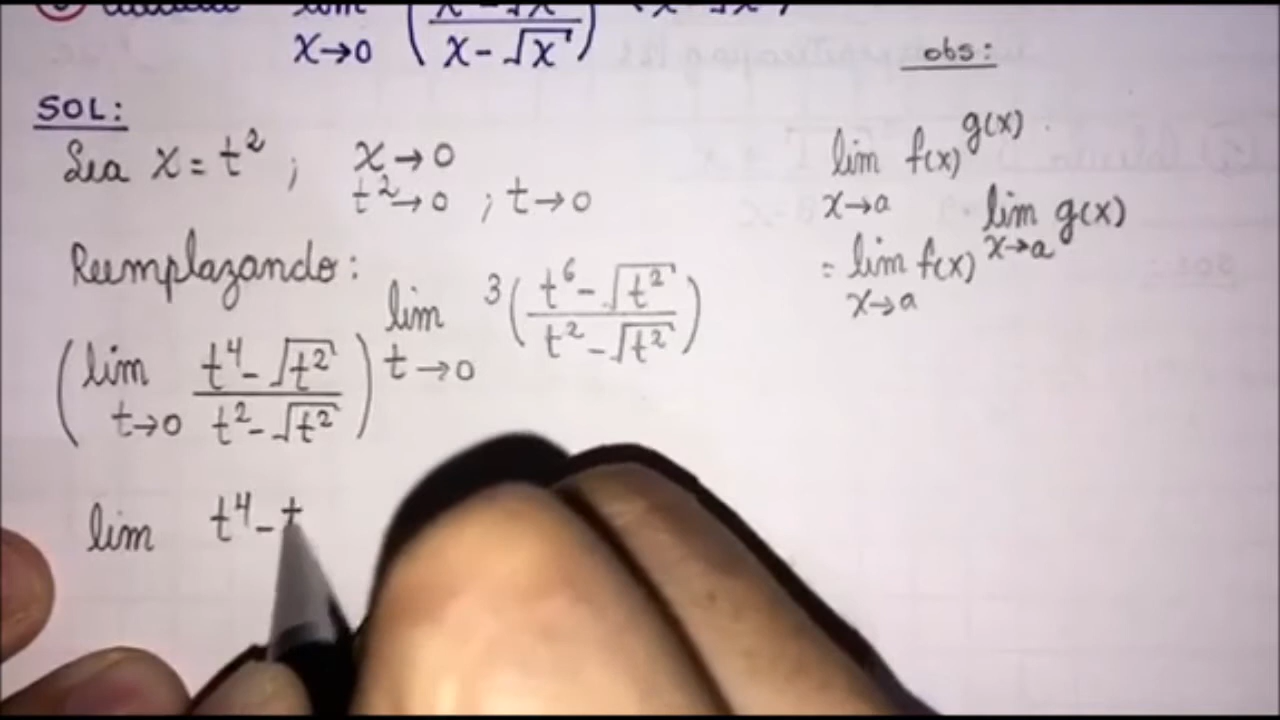 lim
x→0 ( / x - √x )
obs:
SOL:
Sea x = t² ; x→0
t²→0 ; t→0
lim f(x)^g(x)
x→a
= lim f(x)^lim g(x)
x→a x→a
Reemplazando:
( lim (t⁴ - √t²) / (t² - √t²) )^lim 3( (t⁶ - √t²) / (t² - √t²) )
t→0 t→0
lim t⁴ - t